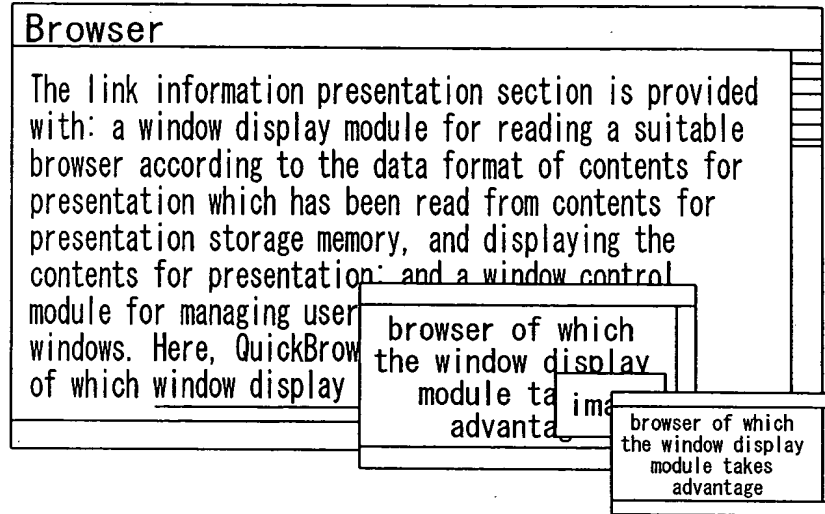 Browser
The link information presentation section is provided
with: a window display module for reading a suitable
browser according to the data format of contents for
presentation which has been read from contents for
presentation storage memory, and displaying the
contents for presentation; and a window control
module for managing user
windows. Here, QuickBrow
of which window display
browser of which
the window display
module ta
advanta
ima
browser of which
the window display
module takes
advantage